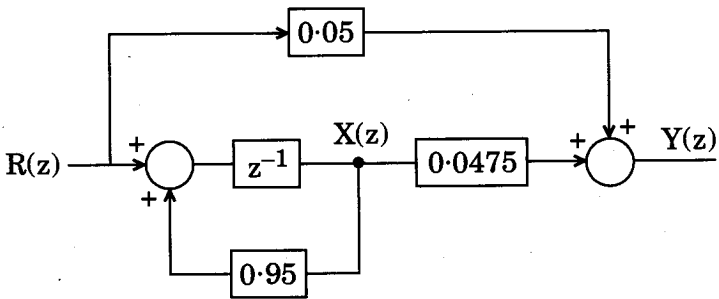 0·05
+
+
X(z)
+
Y(z)
R(z)
z⁻¹
0·0475
+
+
0·95